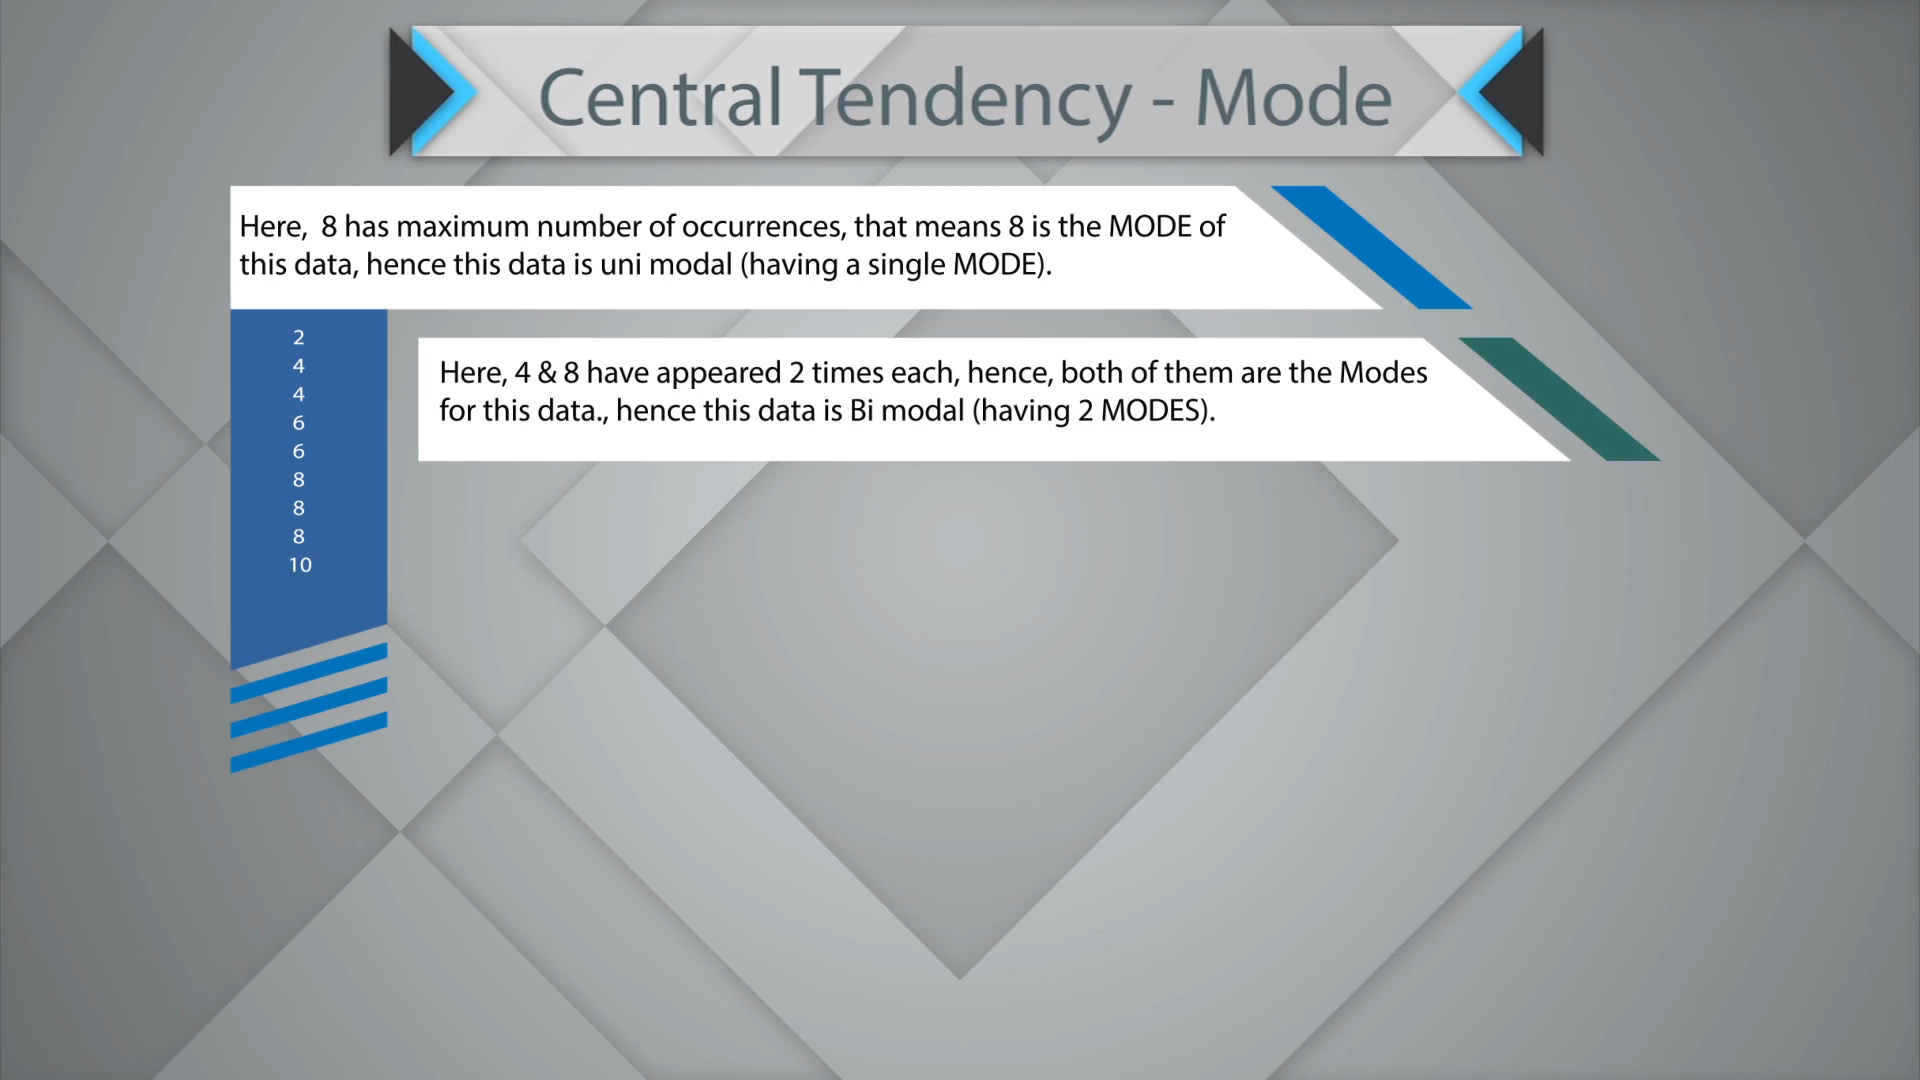 Central Tendency - Mode
Here,  8 has maximum number of occurrences, that means 8 is the MODE of
this data, hence this data is uni modal (having a single MODE).
2
4
4
6
6
8
8
8
10
Here, 4 & 8 have appeared 2 times each, hence, both of them are the Modes
for this data., hence this data is Bi modal (having 2 MODES).